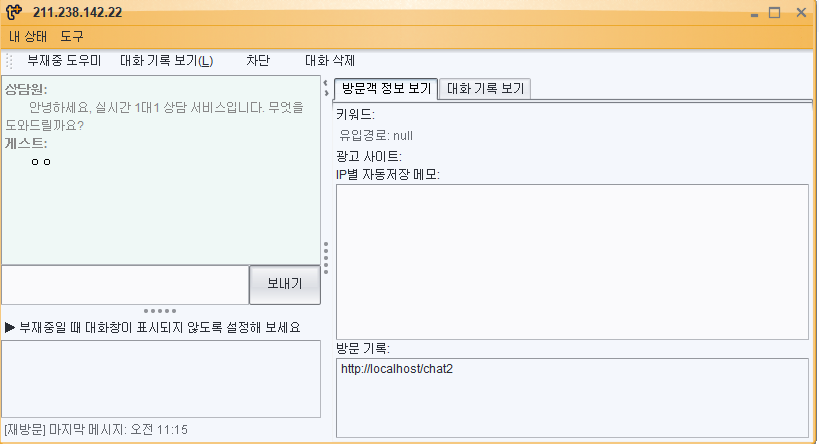 211.238.142.22
내 상태 도구
부재중 도우미 대화 기록 보기(L) 차단 대화 삭제
상담원:
안녕하세요, 실시간 1대1 상담 서비스입니다. 무엇을
도와드릴까요?
게스트:
ㅇㅇ
보내기
▶ 부재중일 때 대화창이 표시되지 않도록 설정해 보세요
[재방문] 마지막 메시지: 오전 11:15
방문객 정보 보기 대화 기록 보기
키워드:
유입경로: null
광고 사이트:
IP별 자동저장 메모:
방문 기록:
http://localhost/chat2